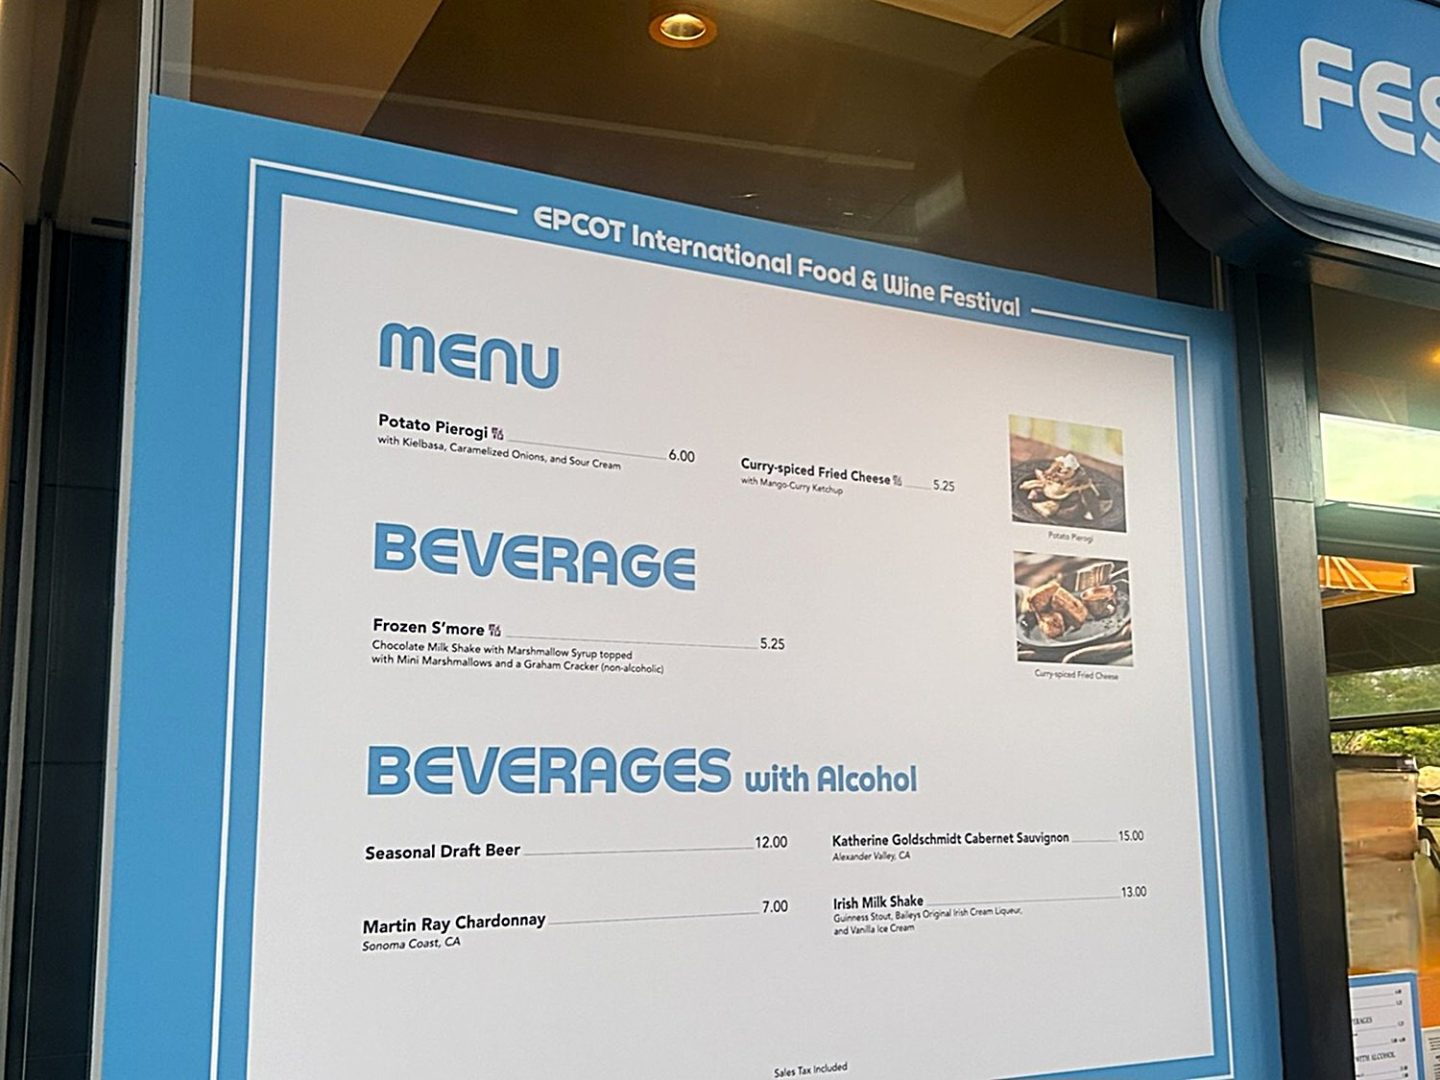 FES
EPCOT International Food & Wine Festival
MENU
Potato Pierogi 6.00
with Kielbasa, Caramelized Onions, and Sour Cream
Curry-spiced Fried Cheese 5.25
with Mango-Curry Ketchup
Potato Pierogi
Curry-spiced Fried Cheese
BEVERAGE
Frozen S'more 5.25
Chocolate Milk Shake with Marshmallow Syrup topped
with Mini Marshmallows and a Graham Cracker (non-alcoholic)
BEVERAGES with Alcohol
Seasonal Draft Beer 12.00
Martin Ray Chardonnay 7.00
Sonoma Coast, CA
Katherine Goldschmidt Cabernet Sauvignon 15.00
Alexander Valley, CA
Irish Milk Shake 13.00
Guinness Stout, Baileys Original Irish Cream Liqueur,
and Vanilla Ice Cream
Sales Tax Included
WITH ALCOHOL